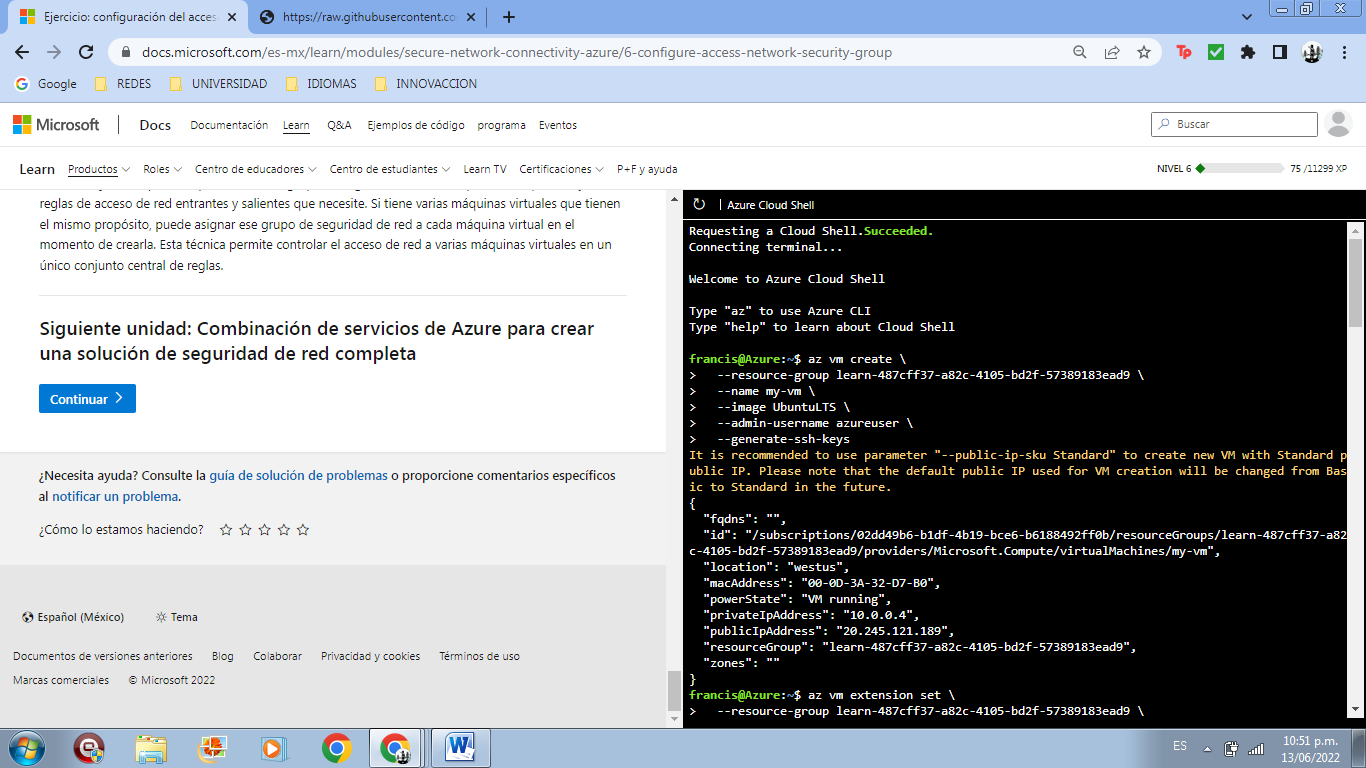 Ejercicio: configuración del acces
https://raw.githubusercontent.co
docs.microsoft.com/es-mx/learn/modules/secure-network-connectivity-azure/6-configure-access-network-security-group
Google REDES UNIVERSIDAD IDIOMAS INNOVACCION
Microsoft Docs Documentación Learn Q&A Ejemplos de código programa Eventos Buscar
Learn Productos Roles Centro de educadores Centro de estudiantes Learn TV Certificaciones P+F y ayuda NIVEL 6 75 /11299 XP
reglas de acceso de red entrantes y salientes que necesite. Si tiene varias máquinas virtuales que tienen
el mismo propósito, puede asignar ese grupo de seguridad de red a cada máquina virtual en el
momento de crearla. Esta técnica permite controlar el acceso de red a varias máquinas virtuales en un
único conjunto central de reglas.
Siguiente unidad: Combinación de servicios de Azure para crear
una solución de seguridad de red completa
Continuar
¿Necesita ayuda? Consulte la guía de solución de problemas o proporcione comentarios específicos
al notificar un problema.
¿Cómo lo estamos haciendo?
Español (México) Tema
Documentos de versiones anteriores Blog Colaborar Privacidad y cookies Términos de uso
Marcas comerciales © Microsoft 2022
Azure Cloud Shell
Requesting a Cloud Shell.Succeeded.
Connecting terminal...
Welcome to Azure Cloud Shell
Type "az" to use Azure CLI
Type "help" to learn about Cloud Shell
francis@Azure:~$ az vm create \
>   --resource-group learn-487cff37-a82c-4105-bd2f-57389183ead9 \
>   --name my-vm \
>   --image UbuntuLTS \
>   --admin-username azureuser \
>   --generate-ssh-keys
It is recommended to use parameter "--public-ip-sku Standard" to create new VM with Standard p
ublic IP. Please note that the default public IP used for VM creation will be changed from Bas
ic to Standard in the future.
{
"fqdns": "",
"id": "/subscriptions/02dd49b6-b1df-4b19-bce6-b6188492ff0b/resourceGroups/learn-487cff37-a82
c-4105-bd2f-57389183ead9/providers/Microsoft.Compute/virtualMachines/my-vm",
"location": "westus",
"macAddress": "00-0D-3A-32-D7-B0",
"powerState": "VM running",
"privateIpAddress": "10.0.0.4",
"publicIpAddress": "20.245.121.189",
"resourceGroup": "learn-487cff37-a82c-4105-bd2f-57389183ead9",
"zones": ""
}
francis@Azure:~$ az vm extension set \
>   --resource-group learn-487cff37-a82c-4105-bd2f-57389183ead9 \
ES
10:51 p.m.
13/06/2022